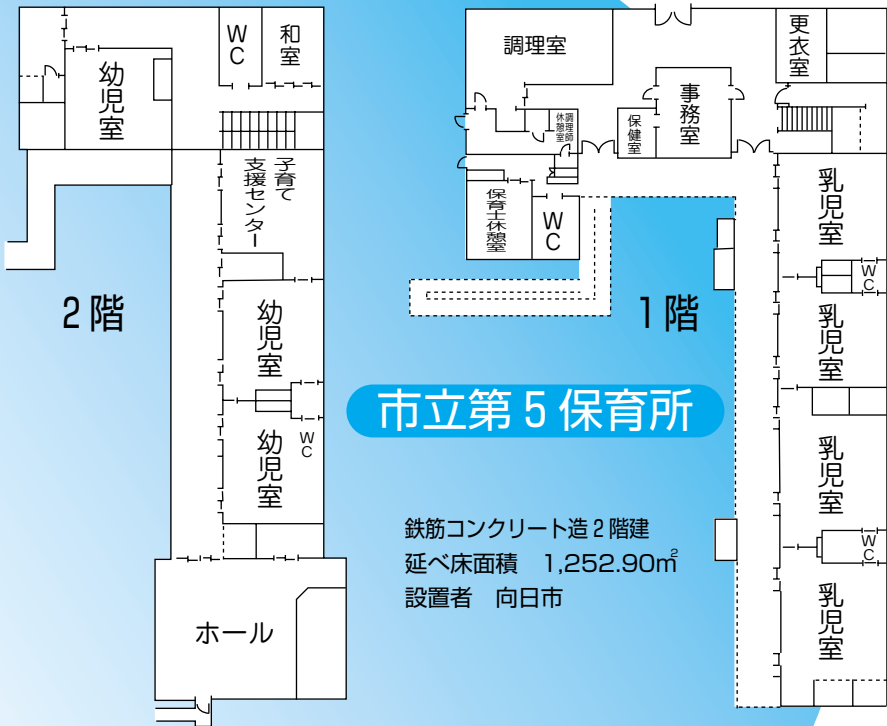 幼児室
WC
和室
子育て
支援センター
2階
幼児室
幼児室
WC
ホール
調理室
更衣室
事務室
保健室
調理師
休憩室
保育士休憩室
WC
乳児室
WC
1階
乳児室
乳児室
WC
乳児室
市立第5保育所
鉄筋コンクリート造2階建
延べ床面積 1,252.90㎡
設置者 向日市